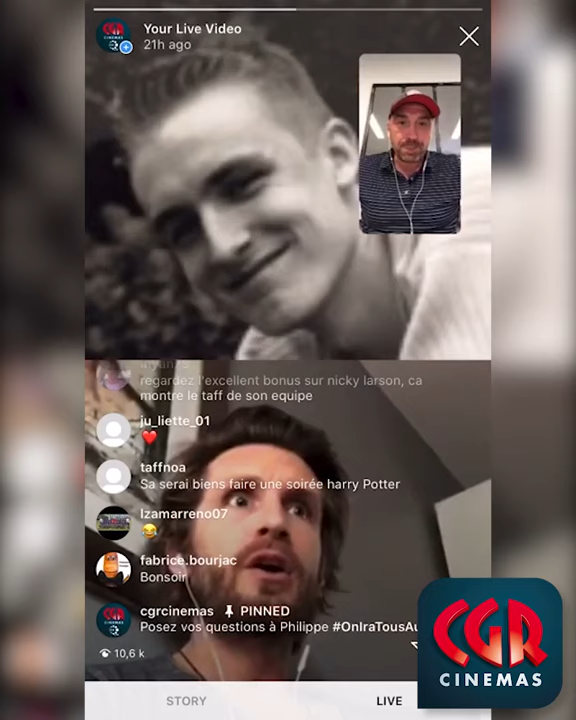 Your Live Video
21h ago
regardez l'excellent bonus sur nicky larson, ca
montre le taff de son equipe
ju_liette_01
❤️
taffnoa
Sa serai biens faire une soirée harry Potter
lzamarreno07
😂
fabrice.bourjac
Bonsoir
cgrcinemas PINNED
Posez vos questions à Philippe #OnIraTousAu
10,6 k
STORY LIVE
CGR
CINEMAS